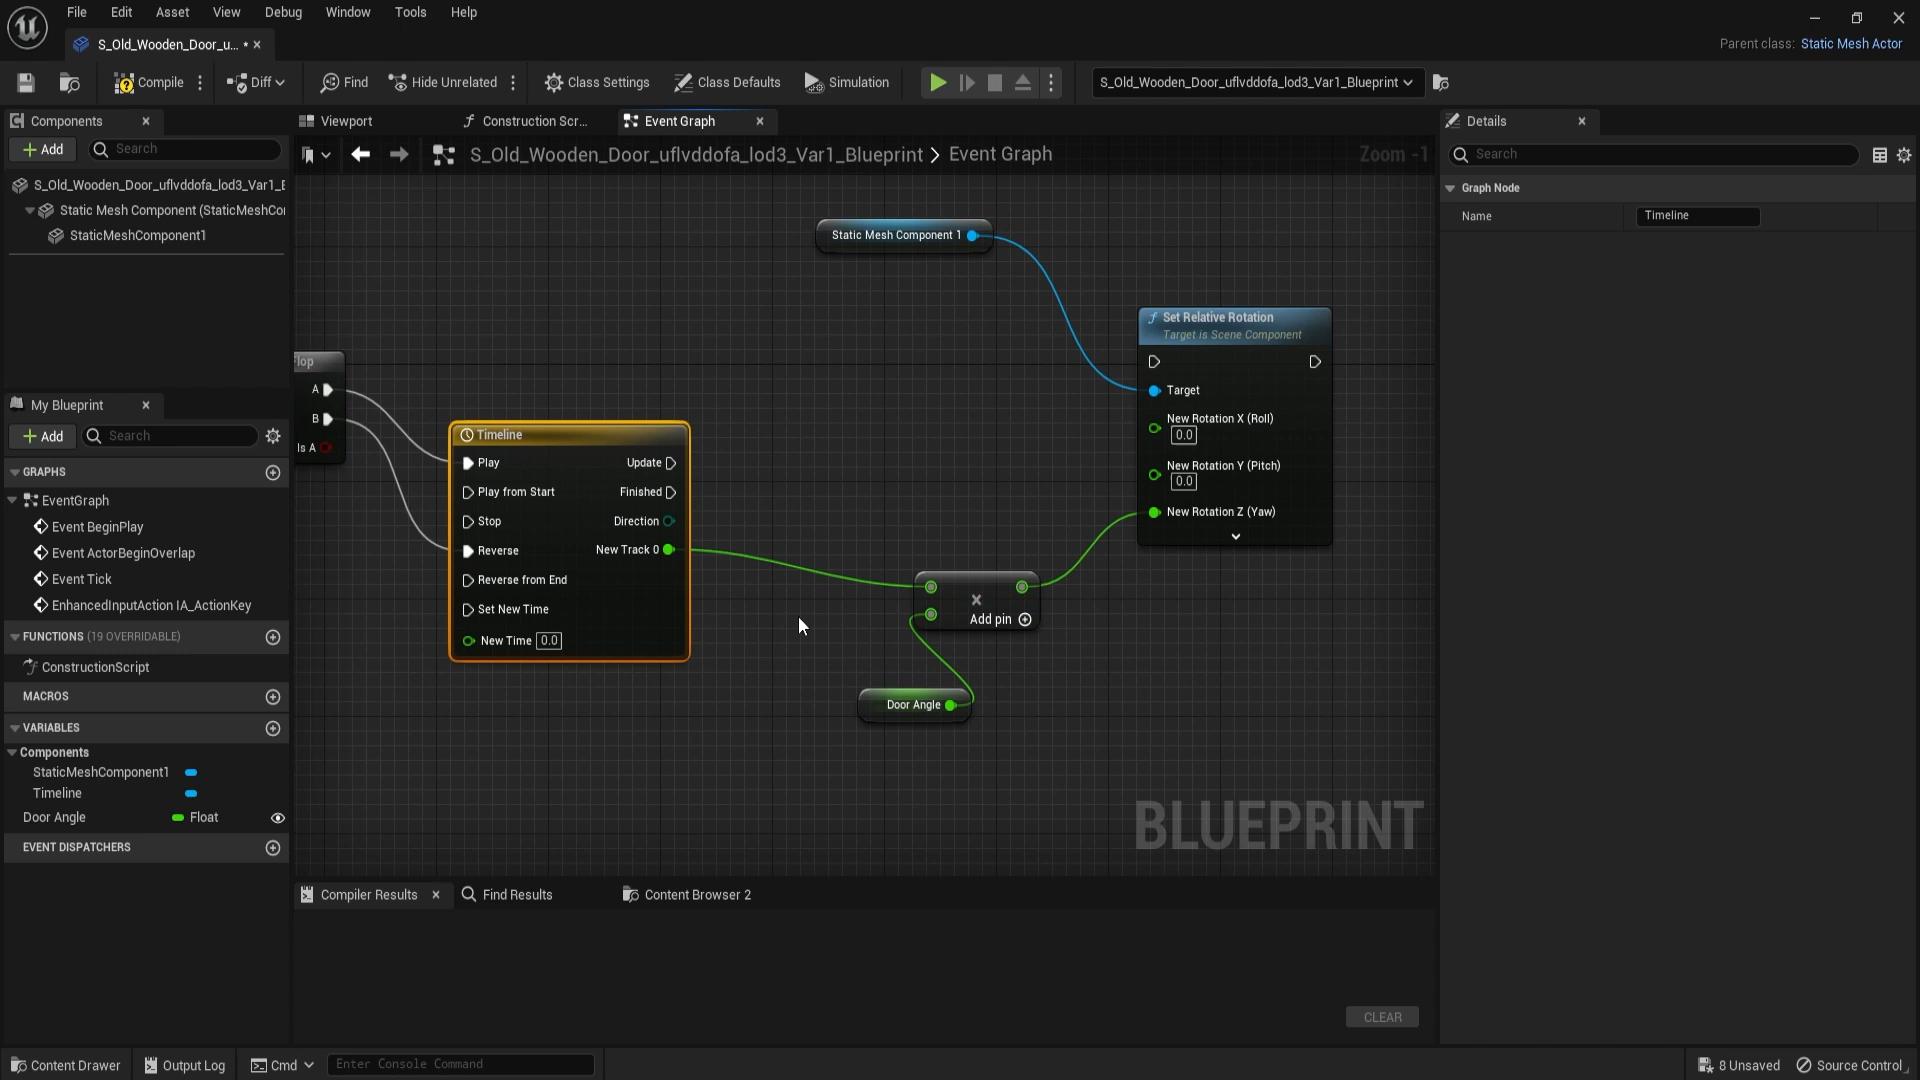 File Edit Asset View Debug Window Tools Help
S_Old_Wooden_Door_u... •
Parent class: Static Mesh Actor
Compile Diff Find Hide Unrelated Class Settings Class Defaults Simulation S_Old_Wooden_Door_uflvddofa_lod3_Var1_Blueprint
Components
Viewport Construction Scr... Event Graph
Details
Add Search
S_Old_Wooden_Door_uflvddofa_lod3_Var1_Blueprint > Event Graph
Zoom -1
Search
S_Old_Wooden_Door_uflvddofa_lod3_Var1_B
Static Mesh Component (StaticMeshCo
StaticMeshComponent1
Graph Node
Name Timeline
Static Mesh Component 1
Set Relative Rotation
Target is Scene Component
Target
New Rotation X (Roll)
0.0
New Rotation Y (Pitch)
0.0
New Rotation Z (Yaw)
lop
A
B
Is A
Timeline
Play Update
Play from Start Finished
Stop Direction
Reverse New Track 0
Reverse from End
Set New Time
New Time 0.0
Add pin
Door Angle
BLUEPRINT
My Blueprint
Add Search
GRAPHS
EventGraph
Event BeginPlay
Event ActorBeginOverlap
Event Tick
EnhancedInputAction IA_ActionKey
FUNCTIONS (19 OVERRIDABLE)
ConstructionScript
MACROS
VARIABLES
Components
StaticMeshComponent1
Timeline
Door Angle Float
EVENT DISPATCHERS
Compiler Results Find Results Content Browser 2
CLEAR
Content Drawer Output Log Cmd Enter Console Command 8 Unsaved Source Control